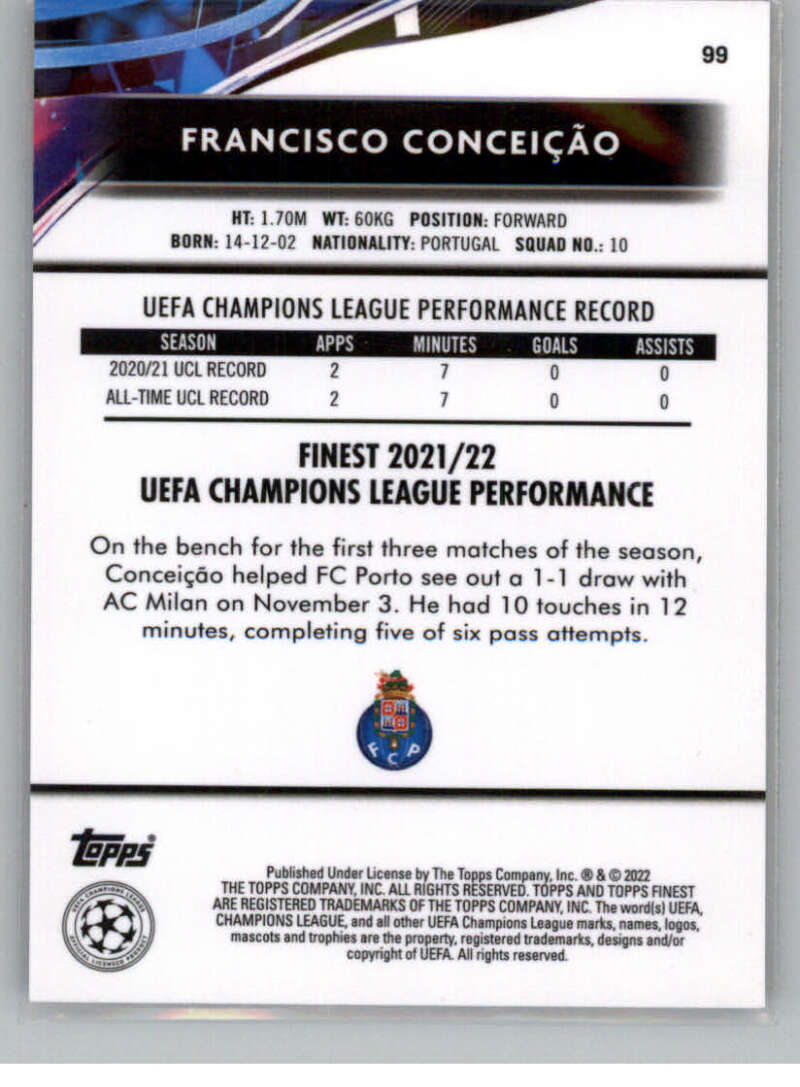 99
FRANCISCO CONCEIÇÃO
HT: 1.70M WT: 60KG POSITION: FORWARD
BORN: 14-12-02 NATIONALITY: PORTUGAL SQUAD NO.: 10
UEFA CHAMPIONS LEAGUE PERFORMANCE RECORD
SEASON APPS MINUTES GOALS ASSISTS
2020/21 UCL RECORD 2 7 0 0
ALL-TIME UCL RECORD 2 7 0 0
FINEST 2021/22
UEFA CHAMPIONS LEAGUE PERFORMANCE
On the bench for the first three matches of the season,
Conceição helped FC Porto see out a 1-1 draw with
AC Milan on November 3. He had 10 touches in 12
minutes, completing five of six pass attempts.
FCP
Topps®
UEFA CHAMPIONS LEAGUE
OFFICIAL LICENSED PRODUCT
Published Under License by The Topps Company, Inc. ® & © 2022
THE TOPPS COMPANY, INC. ALL RIGHTS RESERVED. TOPPS AND TOPPS FINEST
ARE REGISTERED TRADEMARKS OF THE TOPPS COMPANY, INC. The word(s) UEFA,
CHAMPIONS LEAGUE, and all other UEFA Champions League marks, names, logos,
mascots and trophies are the property, registered trademarks, designs and/or
copyright of UEFA. All rights reserved.